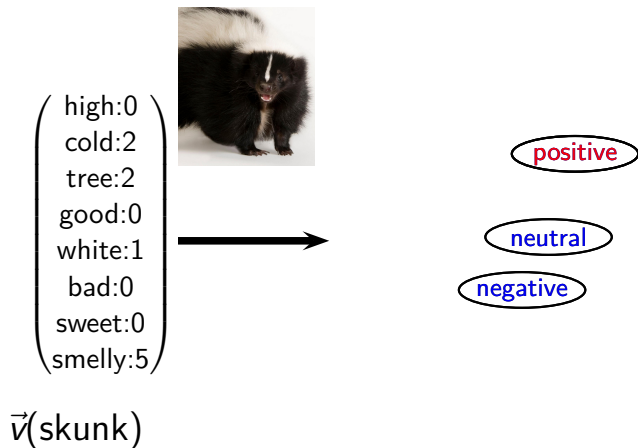 high:0
cold:2
tree:2
good:0
white:1
bad:0
sweet:0
smelly:5
v⃗(skunk)
positive
neutral
negative